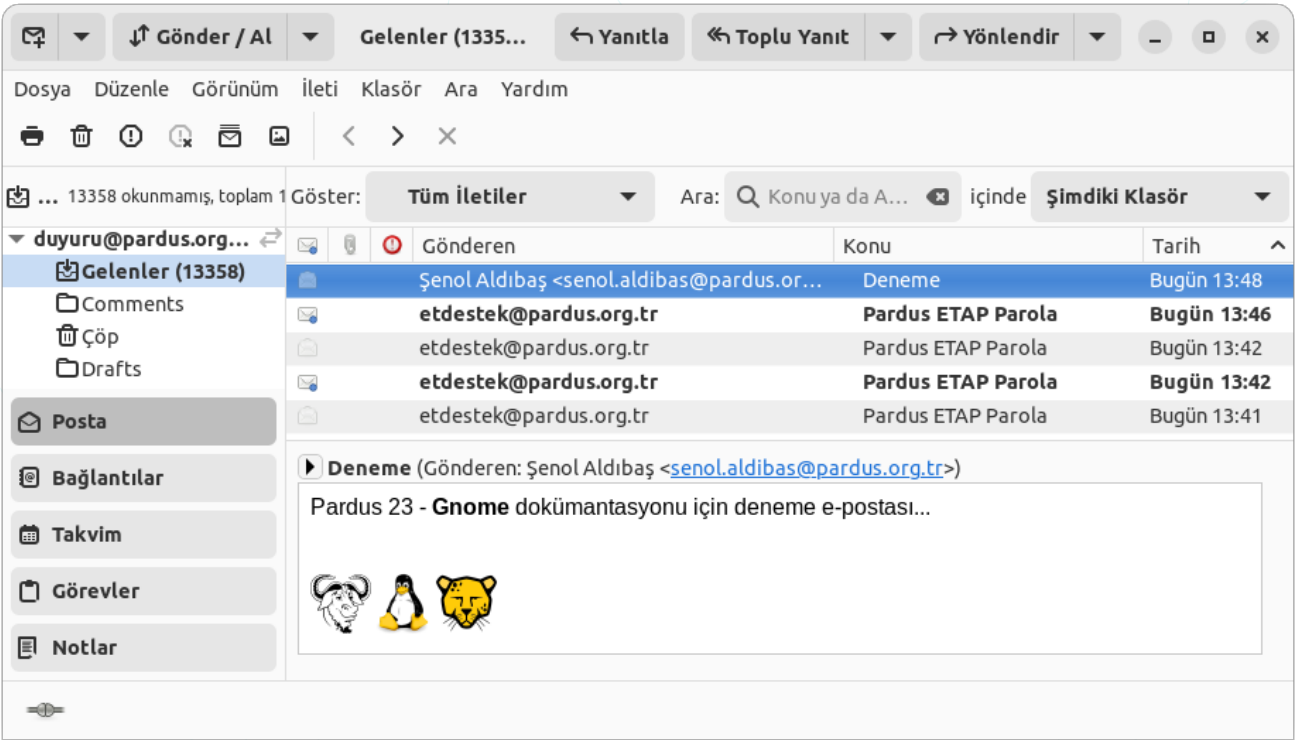 Gönder / Al Gelenler (1335... Yanıtla Toplu Yanıt Yönlendir
Dosya Düzenle Görünüm İleti Klasör Ara Yardım
... 13358 okunmamış, toplam 1 Göster: Tüm İletiler Ara: Konu ya da A... içinde Şimdiki Klasör
duyuru@pardus.org... Gönderen Konu Tarih
Gelenler (13358)
Comments
Çöp
Drafts
Şenol Aldıbaş <senol.aldibas@pardus.or... Deneme Bugün 13:48
etdestek@pardus.org.tr Pardus ETAP Parola Bugün 13:46
etdestek@pardus.org.tr Pardus ETAP Parola Bugün 13:42
etdestek@pardus.org.tr Pardus ETAP Parola Bugün 13:42
etdestek@pardus.org.tr Pardus ETAP Parola Bugün 13:41
Posta
Bağlantılar
Takvim
Görevler
Notlar
Deneme (Gönderen: Şenol Aldıbaş <senol.aldibas@pardus.org.tr>)
Pardus 23 - Gnome dokümantasyonu için deneme e-postası...